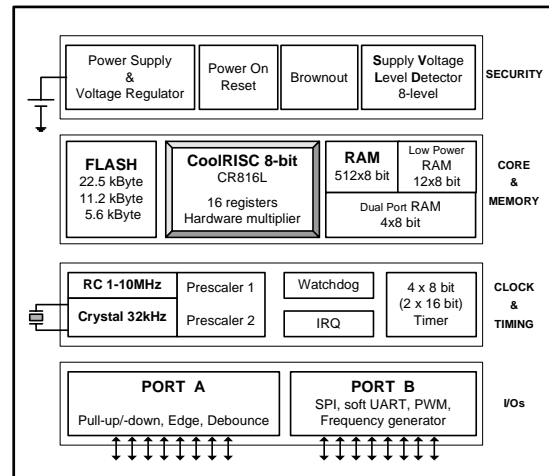 Power Supply
&
Voltage Regulator
Power On
Reset
Brownout
Supply Voltage
Level Detector
8-level
SECURITY
FLASH
22.5 kByte
11.2 kByte
5.6 kByte
CoolRISC 8-bit
CR816L
16 registers
Hardware multiplier
RAM
512x8 bit
Low Power
RAM
12x8 bit
Dual Port RAM
4x8 bit
CORE
&
MEMORY
RC 1-10MHz
Crystal 32kHz
Prescaler 1
Prescaler 2
Watchdog
IRQ
4 x 8 bit
(2 x 16 bit)
Timer
CLOCK
&
TIMING
PORT A
Pull-up/-down, Edge, Debounce
PORT B
SPI, soft UART, PWM,
Frequency generator
I/Os